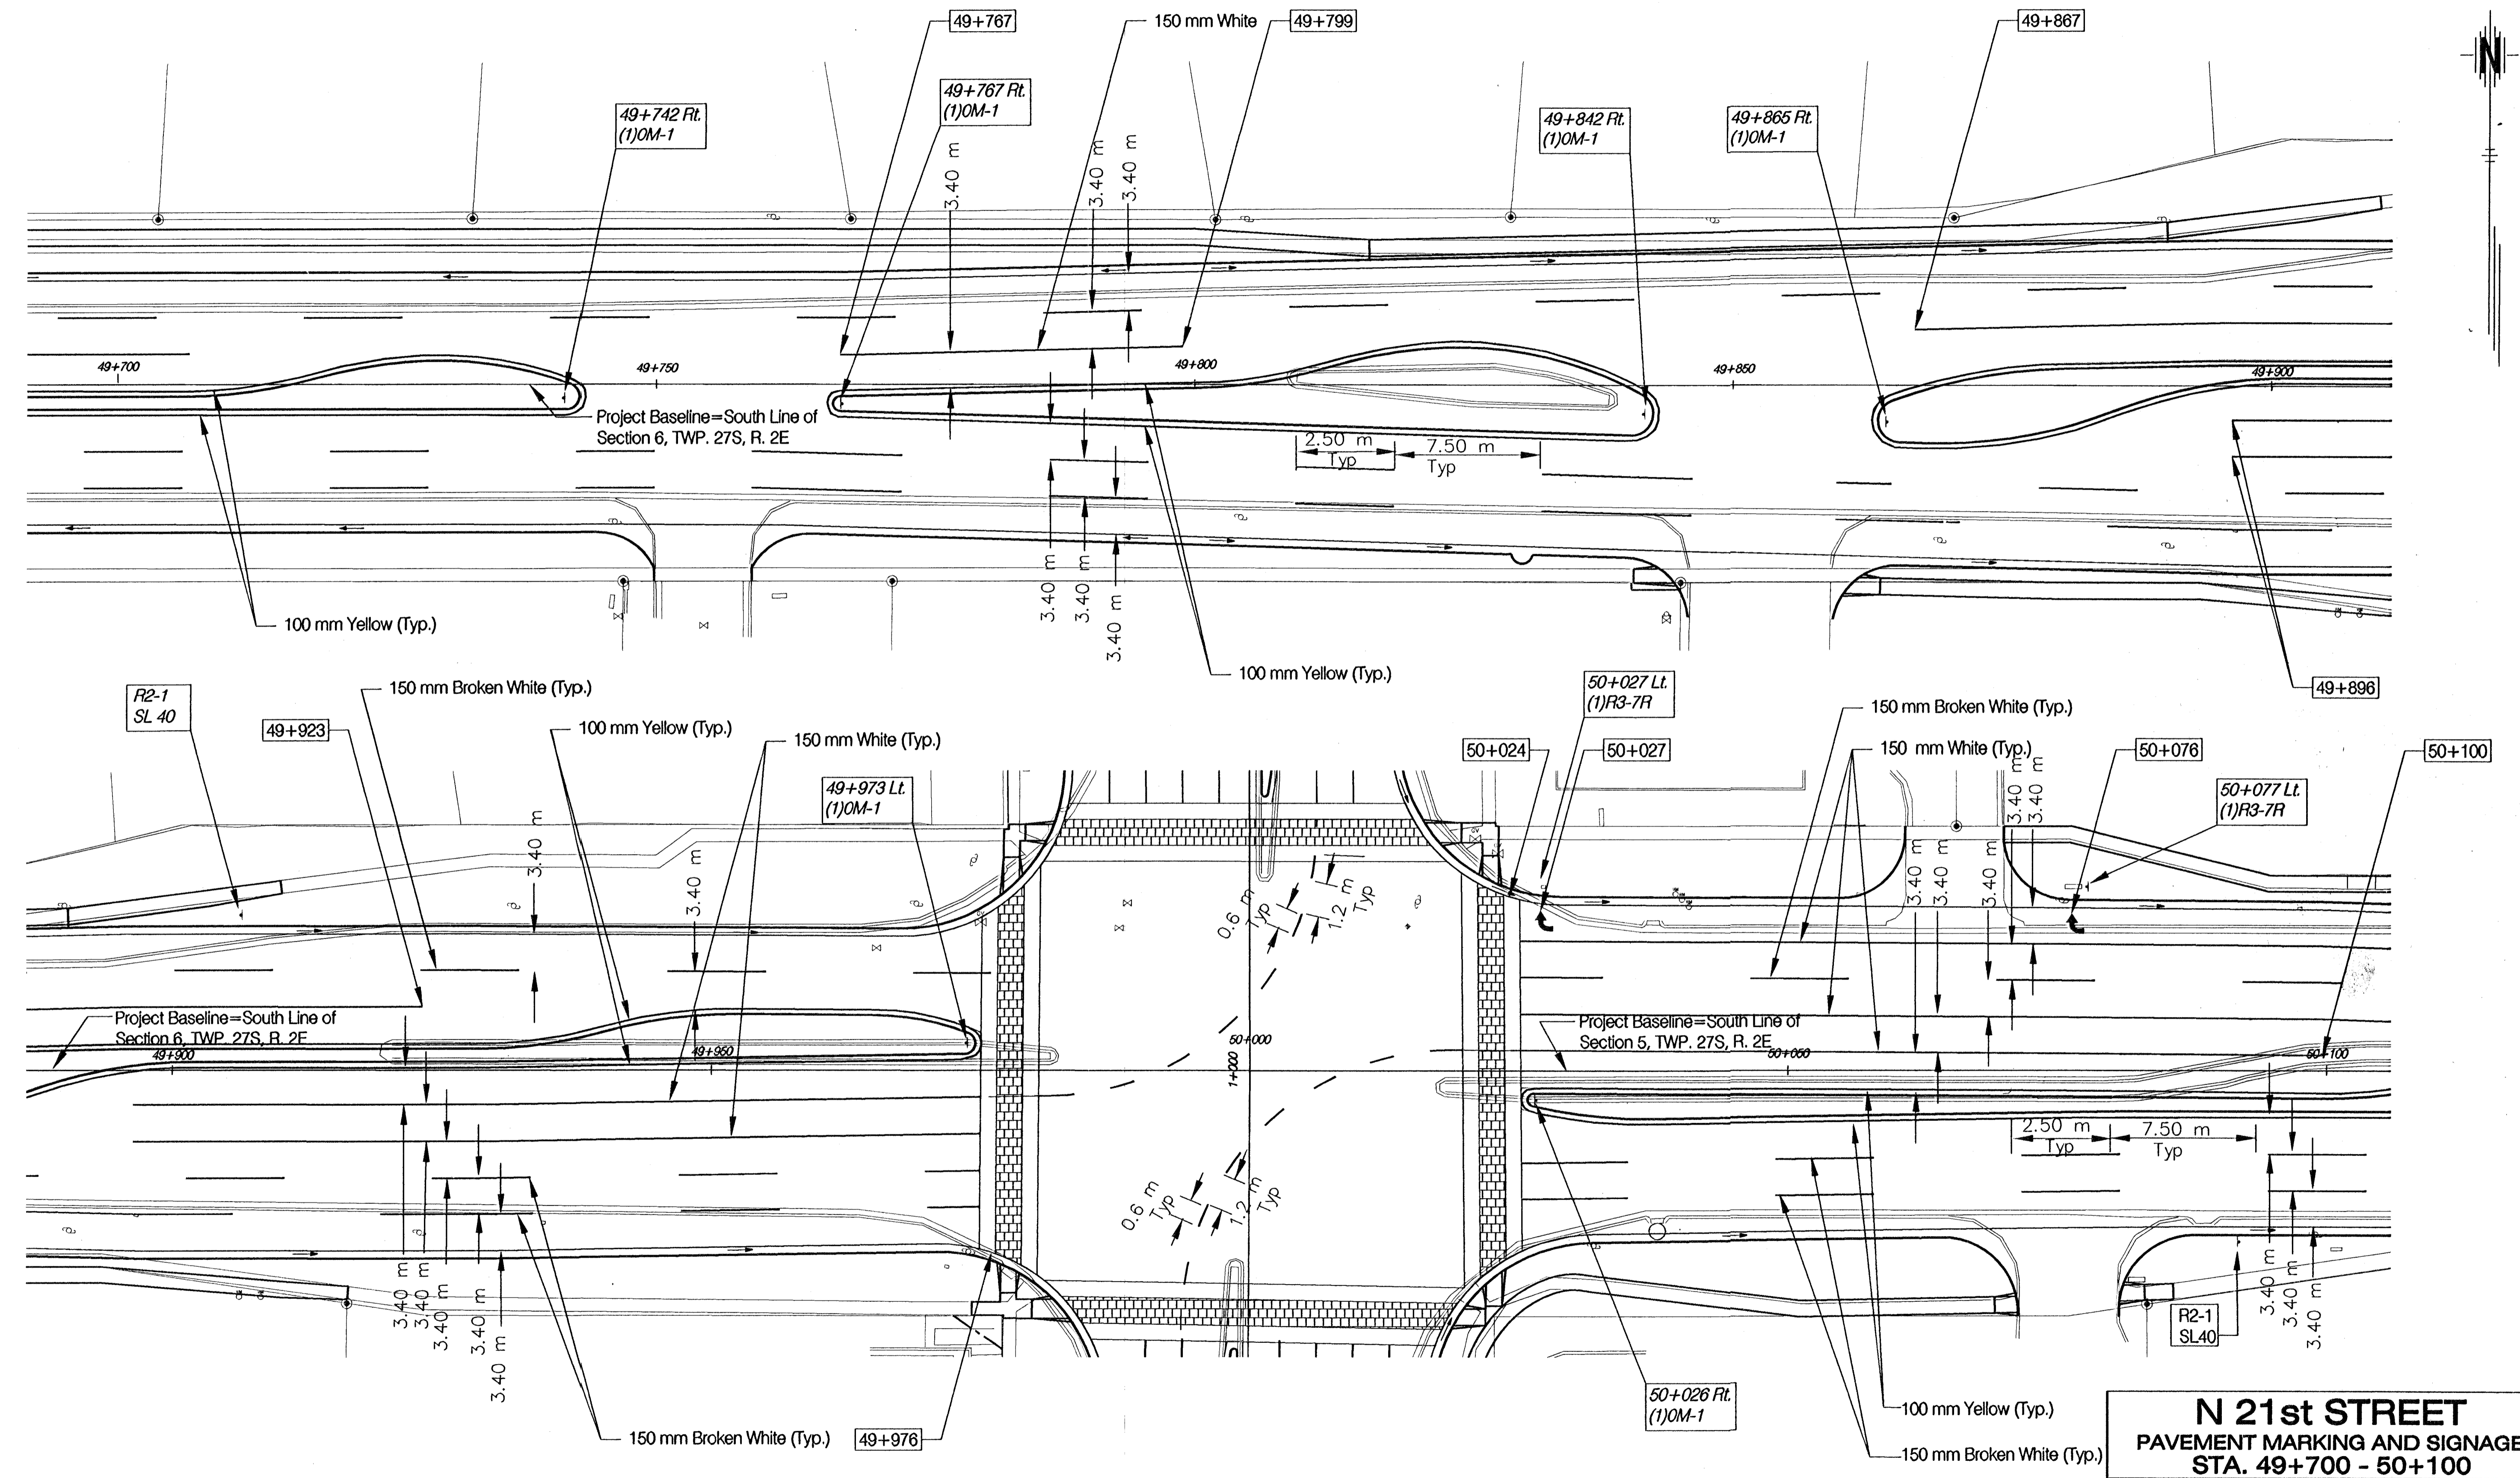 49+767
150 mm White
49+799
49+867
N
49+767 Rt.
(1)0M-1
49+742 Rt.
(1)0M-1
49+842 Rt.
(1)0M-1
49+865 Rt.
(1)0M-1
3.40 m
3.40 m
3.40 m
49+700
49+750
49+800
49+850
49+900
Project Baseline=South Line of
Section 6, TWP. 27S, R. 2E
2.50 m
Typ
7.50 m
Typ
3.40 m
3.40 m
3.40 m
100 mm Yellow (Typ.)
100 mm Yellow (Typ.)
49+896
R2-1
SL 40
150 mm Broken White (Typ.)
49+923
100 mm Yellow (Typ.)
150 mm White (Typ.)
49+973 Lt.
(1)0M-1
50+027 Lt.
(1)R3-7R
50+024
50+027
150 mm Broken White (Typ.)
150 mm White (Typ.)
50+076
50+100
50+077 Lt.
(1)R3-7R
3.40 m
3.40 m
3.40 m
3.40 m
3.40 m
3.40 m
3.40 m
0.6 m
Typ
1.2 m
Typ
Project Baseline=South Line of
Section 6, TWP. 27S, R. 2E
49+900
49+950
50+000
1+000
Project Baseline=South Line of
Section 5, TWP. 27S, R. 2E
50+050
50+100
2.50 m
Typ
7.50 m
Typ
0.6 m
Typ
1.2 m
Typ
3.40 m
3.40 m
3.40 m
3.40 m
3.40 m
3.40 m
3.40 m
3.40 m
R2-1
SL40
50+026 Rt.
(1)0M-1
100 mm Yellow (Typ.)
150 mm Broken White (Typ.)
49+976
150 mm Broken White (Typ.)
N 21st STREET
PAVEMENT MARKING AND SIGNAGE
STA. 49+700 - 50+100